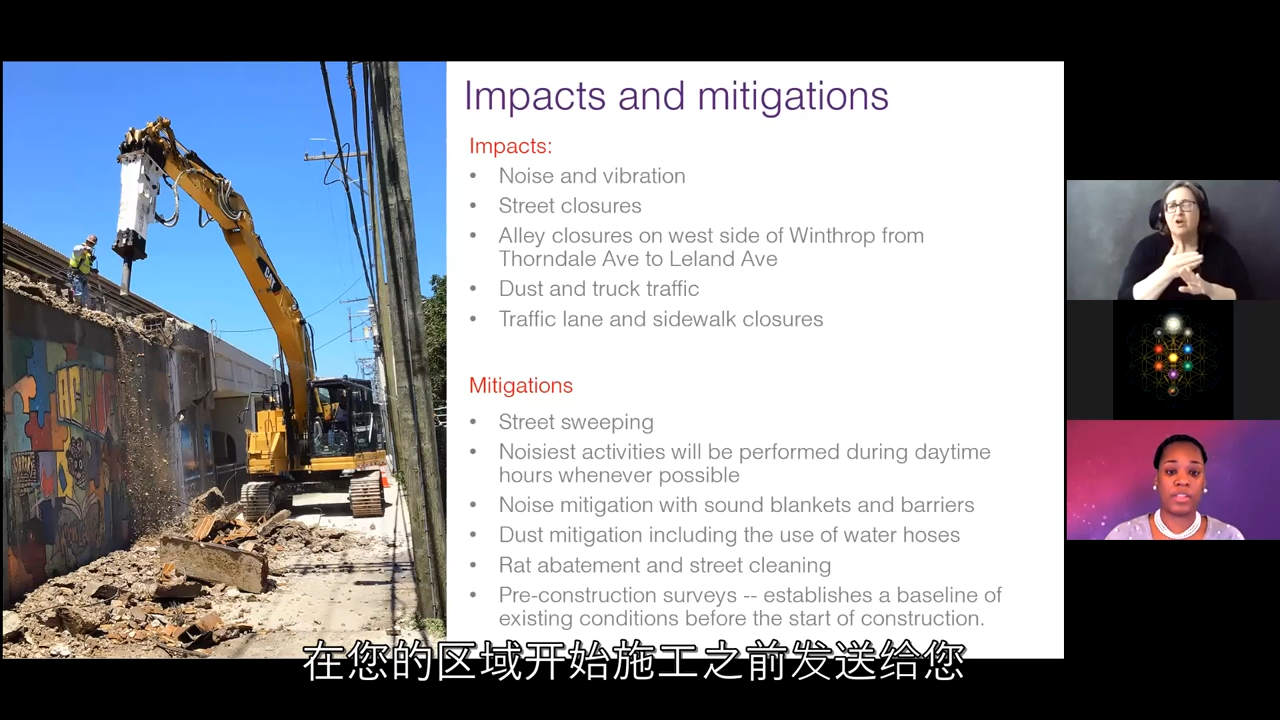 Impacts and mitigations
Impacts:
• Noise and vibration
• Street closures
• Alley closures on west side of Winthrop from
Thorndale Ave to Leland Ave
• Dust and truck traffic
• Traffic lane and sidewalk closures
Mitigations
• Street sweeping
• Noisiest activities will be performed during daytime
hours whenever possible
• Noise mitigation with sound blankets and barriers
• Dust mitigation including the use of water hoses
• Rat abatement and street cleaning
• Pre-construction surveys -- establishes a baseline of
existing conditions before the start of construction.
在您的区域开始施工之前发送给您